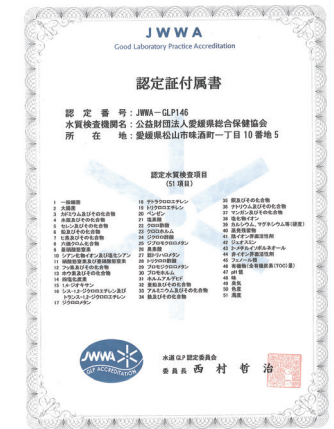 JWWA
Good Laboratory Practice Accreditation
認定証付属書
認 定 番 号：JWWA－GLP146
水質検査機関名：公益財団法人愛媛県総合保健協会
所 在 地：愛媛県松山市味酒町一丁目10番地5
認定水質検査項目
(51項目)
1 一般細菌
2 大腸菌
3 カドミウム及びその化合物
4 水銀及びその化合物
5 セレン及びその化合物
6 鉛及びその化合物
7 ヒ素及びその化合物
8 六価クロム化合物
9 亜硝酸態窒素
10 シアン化物イオン及び塩化シアン
11 硝酸態窒素及び亜硝酸態窒素
12 フッ素及びその化合物
13 ホウ素及びその化合物
14 四塩化炭素
15 1,4-ジオキサン
16 シス-1,2-ジクロロエチレン及び
トランス-1,2-ジクロロエチレン
17 ジクロロメタン
18 テトラクロロエチレン
19 トリクロロエチレン
20 ベンゼン
21 塩素酸
22 クロロ酢酸
23 クロロホルム
24 ジクロロ酢酸
25 ジブロモクロロメタン
26 臭素酸
27 総トリハロメタン
28 トリクロロ酢酸
29 ブロモジクロロメタン
30 ブロモホルム
31 ホルムアルデヒド
32 亜鉛及びその化合物
33 アルミニウム及びその化合物
34 鉄及びその化合物
35 銅及びその化合物
36 ナトリウム及びその化合物
37 マンガン及びその化合物
38 塩化物イオン
39 カルシウム、マグネシウム等(硬度)
40 蒸発残留物
41 陰イオン界面活性剤
42 ジェオスミン
43 2-メチルイソボルネオール
44 非イオン界面活性剤
45 フェノール類
46 有機物(全有機炭素(TOC)量)
47 pH値
48 味
49 臭気
50 色度
51 濁度
JWWA
GLP ACCREDITATION
水道GLP認定委員会
委員長 西 村 哲 治